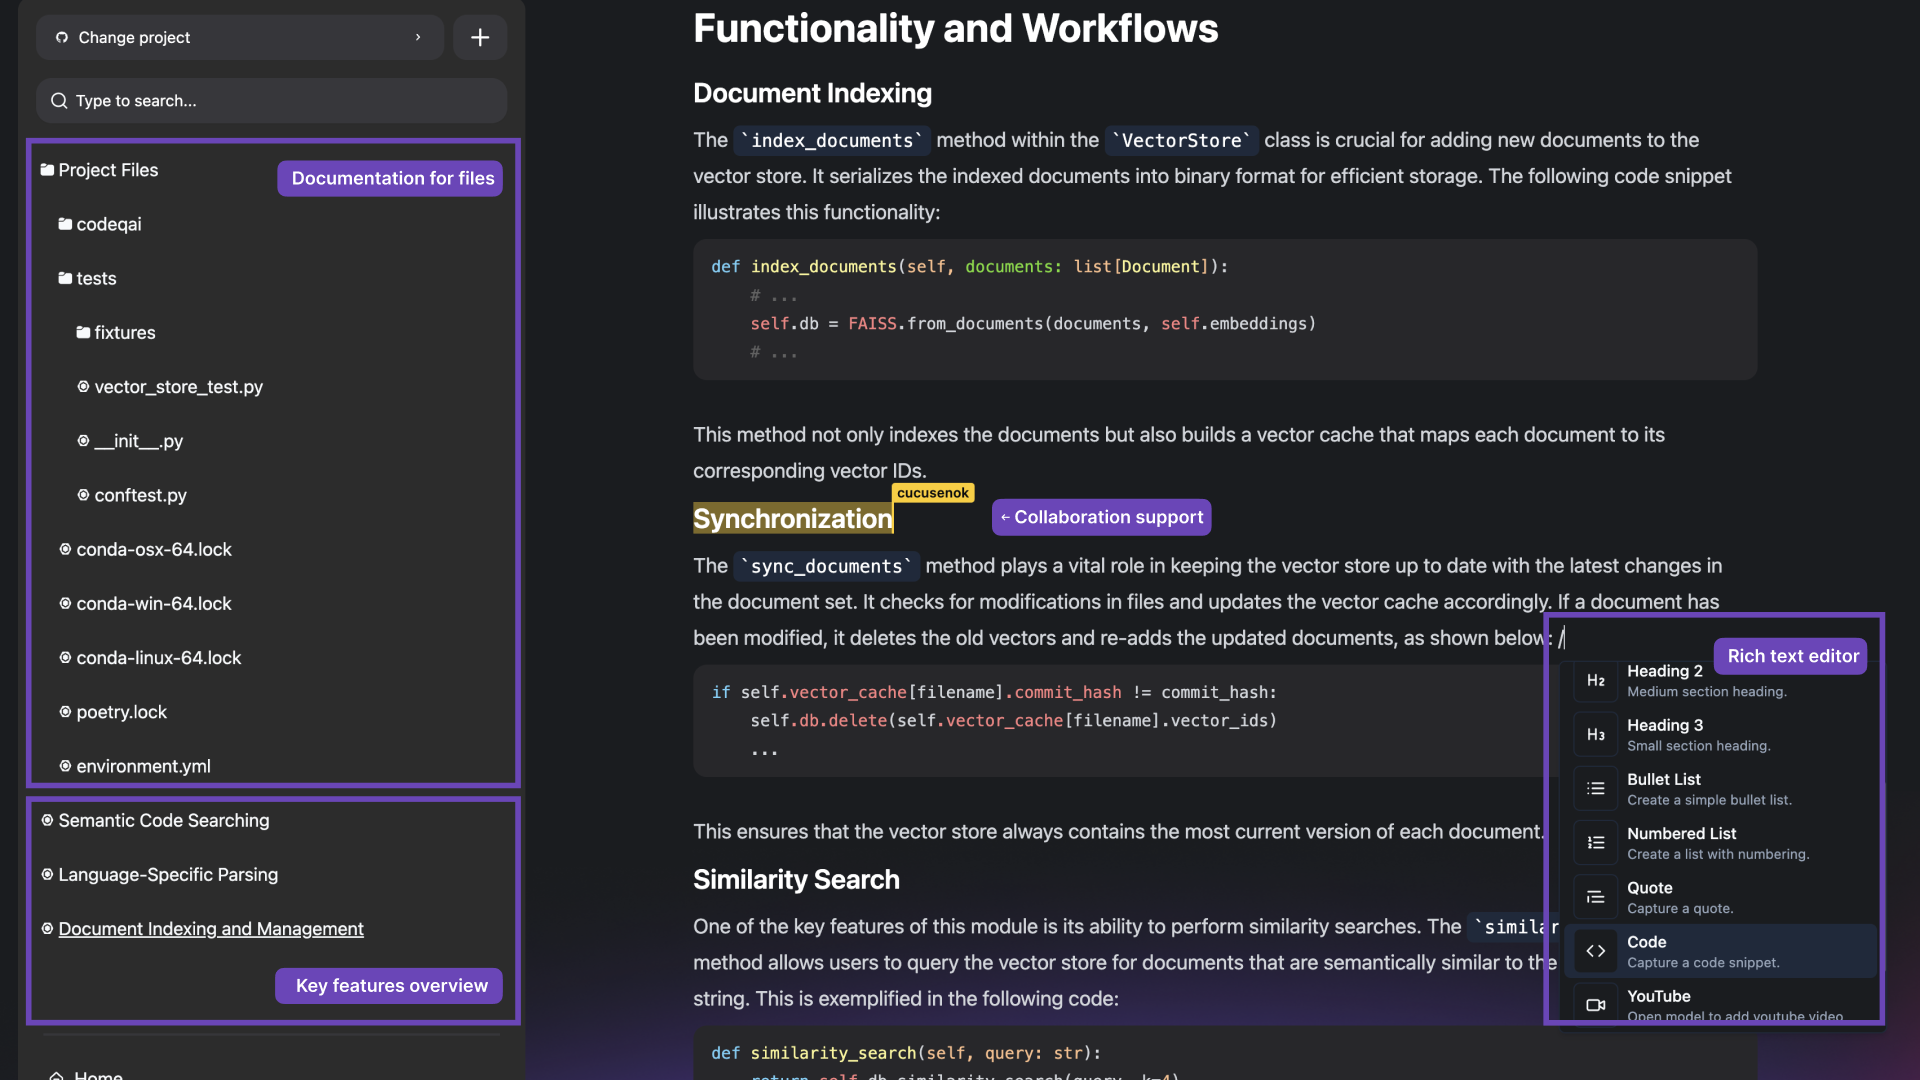 Change project
Type to search...
Project Files
Documentation for files
codeqai
tests
fixtures
vector_store_test.py
__init__.py
conftest.py
conda-osx-64.lock
conda-win-64.lock
conda-linux-64.lock
poetry.lock
environment.yml
Semantic Code Searching
Language-Specific Parsing
Document Indexing and Management
Key features overview
Home
Functionality and Workflows
Document Indexing
The `index_documents` method within the `VectorStore` class is crucial for adding new documents to the
vector store. It serializes the indexed documents into binary format for efficient storage. The following code snippet
illustrates this functionality:
def index_documents(self, documents: list[Document]):
# ...
self.db = FAISS.from_documents(documents, self.embeddings)
# ...
This method not only indexes the documents but also builds a vector cache that maps each document to its
corresponding vector IDs.
cucusenok
Synchronization
← Collaboration support
The `sync_documents` method plays a vital role in keeping the vector store up to date with the latest changes in
the document set. It checks for modifications in files and updates the vector cache accordingly. If a document has
been modified, it deletes the old vectors and re-adds the updated documents, as shown below: /
if self.vector_cache[filename].commit_hash != commit_hash:
self.db.delete(self.vector_cache[filename].vector_ids)
...
This ensures that the vector store always contains the most current version of each document.
Similarity Search
One of the key features of this module is its ability to perform similarity searches. The `similar
method allows users to query the vector store for documents that are semantically similar to the
string. This is exemplified in the following code:
def similarity_search(self, query: str):
return self.db.similarity_search(query, k=4)
Rich text editor
H2 Heading 2
Medium section heading.
H3 Heading 3
Small section heading.
Bullet List
Create a simple bullet list.
Numbered List
Create a list with numbering.
Quote
Capture a quote.
Code
Capture a code snippet.
YouTube
Open model to add youtube video